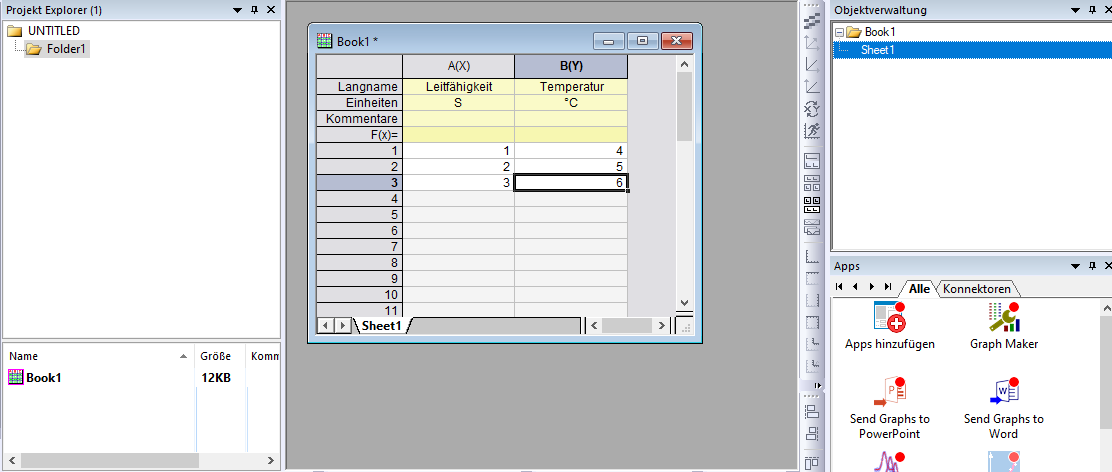 Projekt Explorer (1)
UNTITLED
Folder1
Name Größe Komm
Book1 12KB
Book1 *
A(X) B(Y)
Langname Leitfähigkeit Temperatur
Einheiten S °C
Kommentare
F(x)=
1 1 4
2 2 5
3 3 6
4
5
6
7
8
9
10
11
Sheet1
Objektverwaltung
Book1
Sheet1
Apps
Alle Konnektoren
Apps hinzufügen
Graph Maker
Send Graphs to
PowerPoint
Send Graphs to
Word